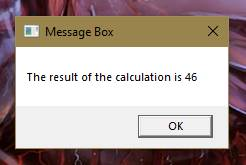 Message Box
The result of the calculation is 46
OK